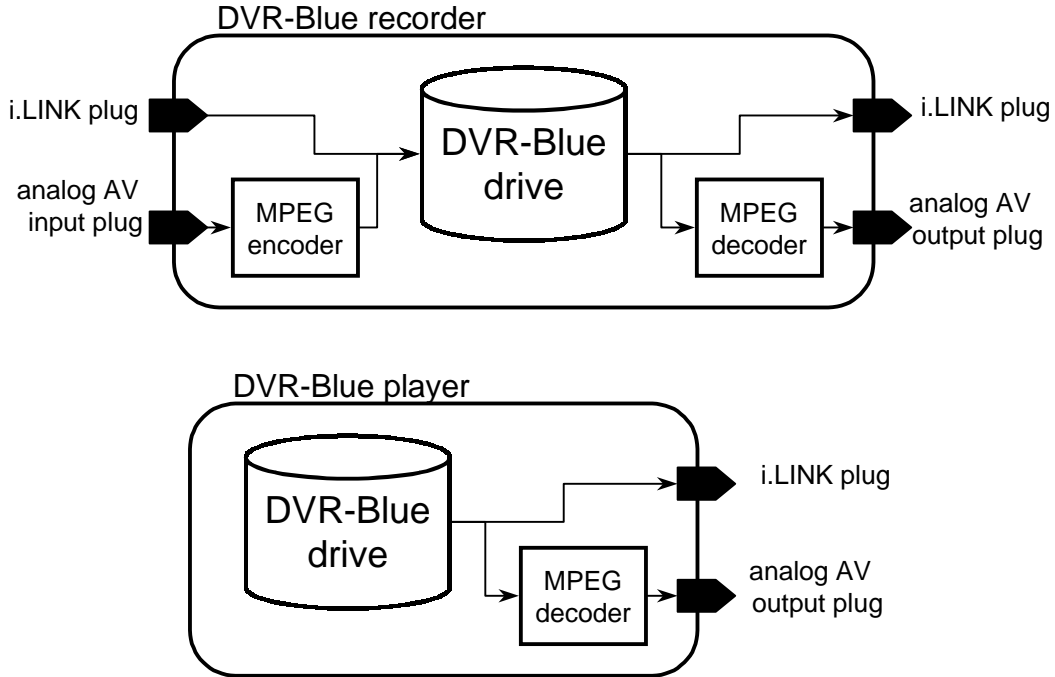 DVR-Blue recorder
i.LINK plug
analog AV
input plug
MPEG
encoder
DVR-Blue
drive
MPEG
decoder
i.LINK plug
analog AV
output plug
DVR-Blue player
DVR-Blue
drive
MPEG
decoder
i.LINK plug
analog AV
output plug